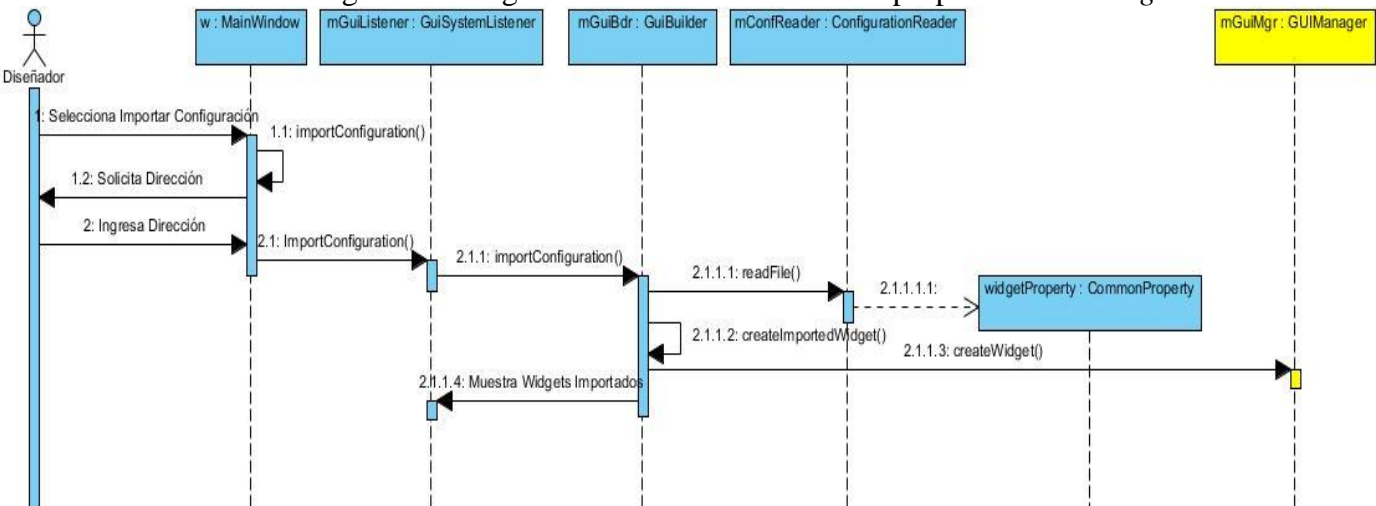 w : MainWindow
mGuiListener : GuiSystemListener
mGuiBdr : GuiBuilder
mConfReader : ConfigurationReader
mGuiMgr : GUIManager
Diseñador
1: Selecciona Importar Configuración
1.1: importConfiguration()
1.2: Solicita Dirección
2: Ingresa Dirección
2.1: ImportConfiguration()
2.1.1: importConfiguration()
2.1.1.1: readFile()
2.1.1.1.1:
widgetProperty : CommonProperty
2.1.1.2: createImportedWidget()
2.1.1.3: createWidget()
2.1.1.4: Muestra Widgets Importados